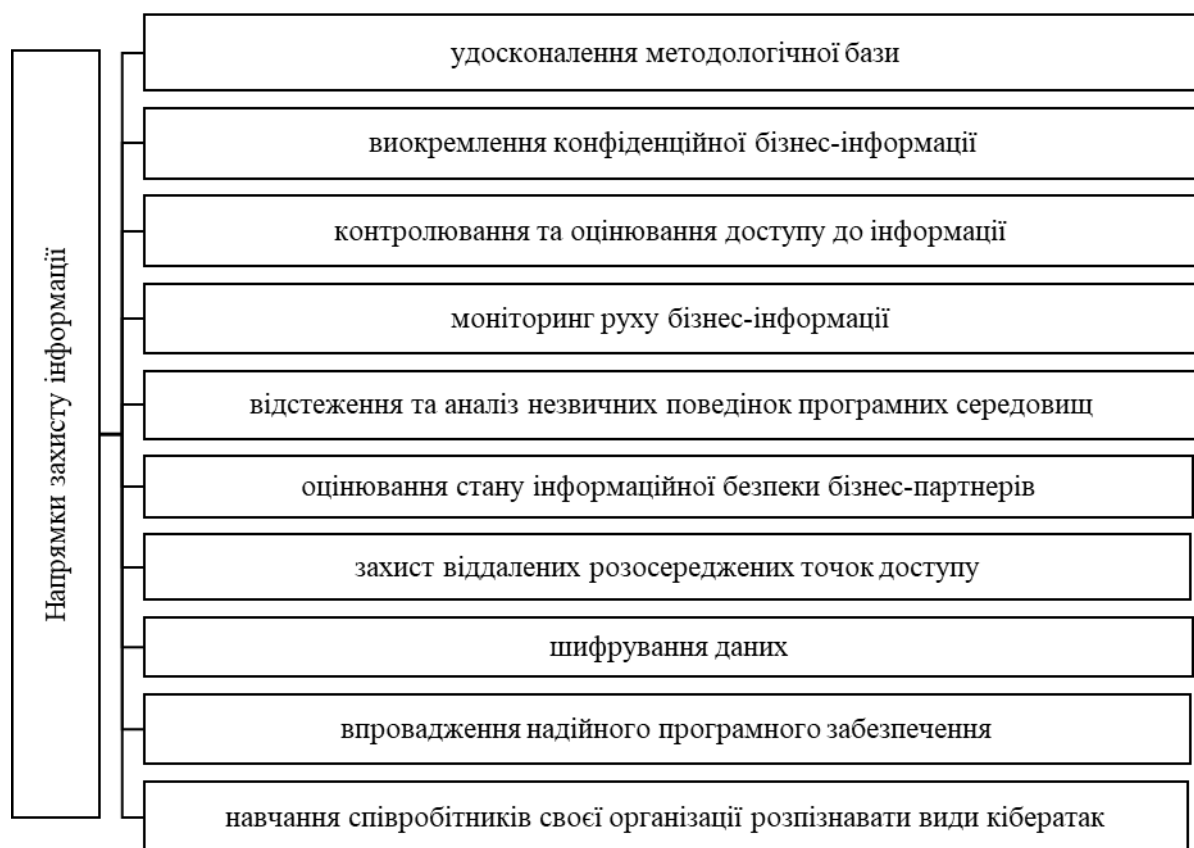 Напрямки захисту інформації
удосконалення методологічної бази
виокремлення конфіденційної бізнес-інформації
контролювання та оцінювання доступу до інформації
моніторинг руху бізнес-інформації
відстеження та аналіз незвичних поведінок програмних середовищ
оцінювання стану інформаційної безпеки бізнес-партнерів
захист віддалених розосереджених точок доступу
шифрування даних
впровадження надійного програмного забезпечення
навчання співробітників своєї організації розпізнавати види кібератак